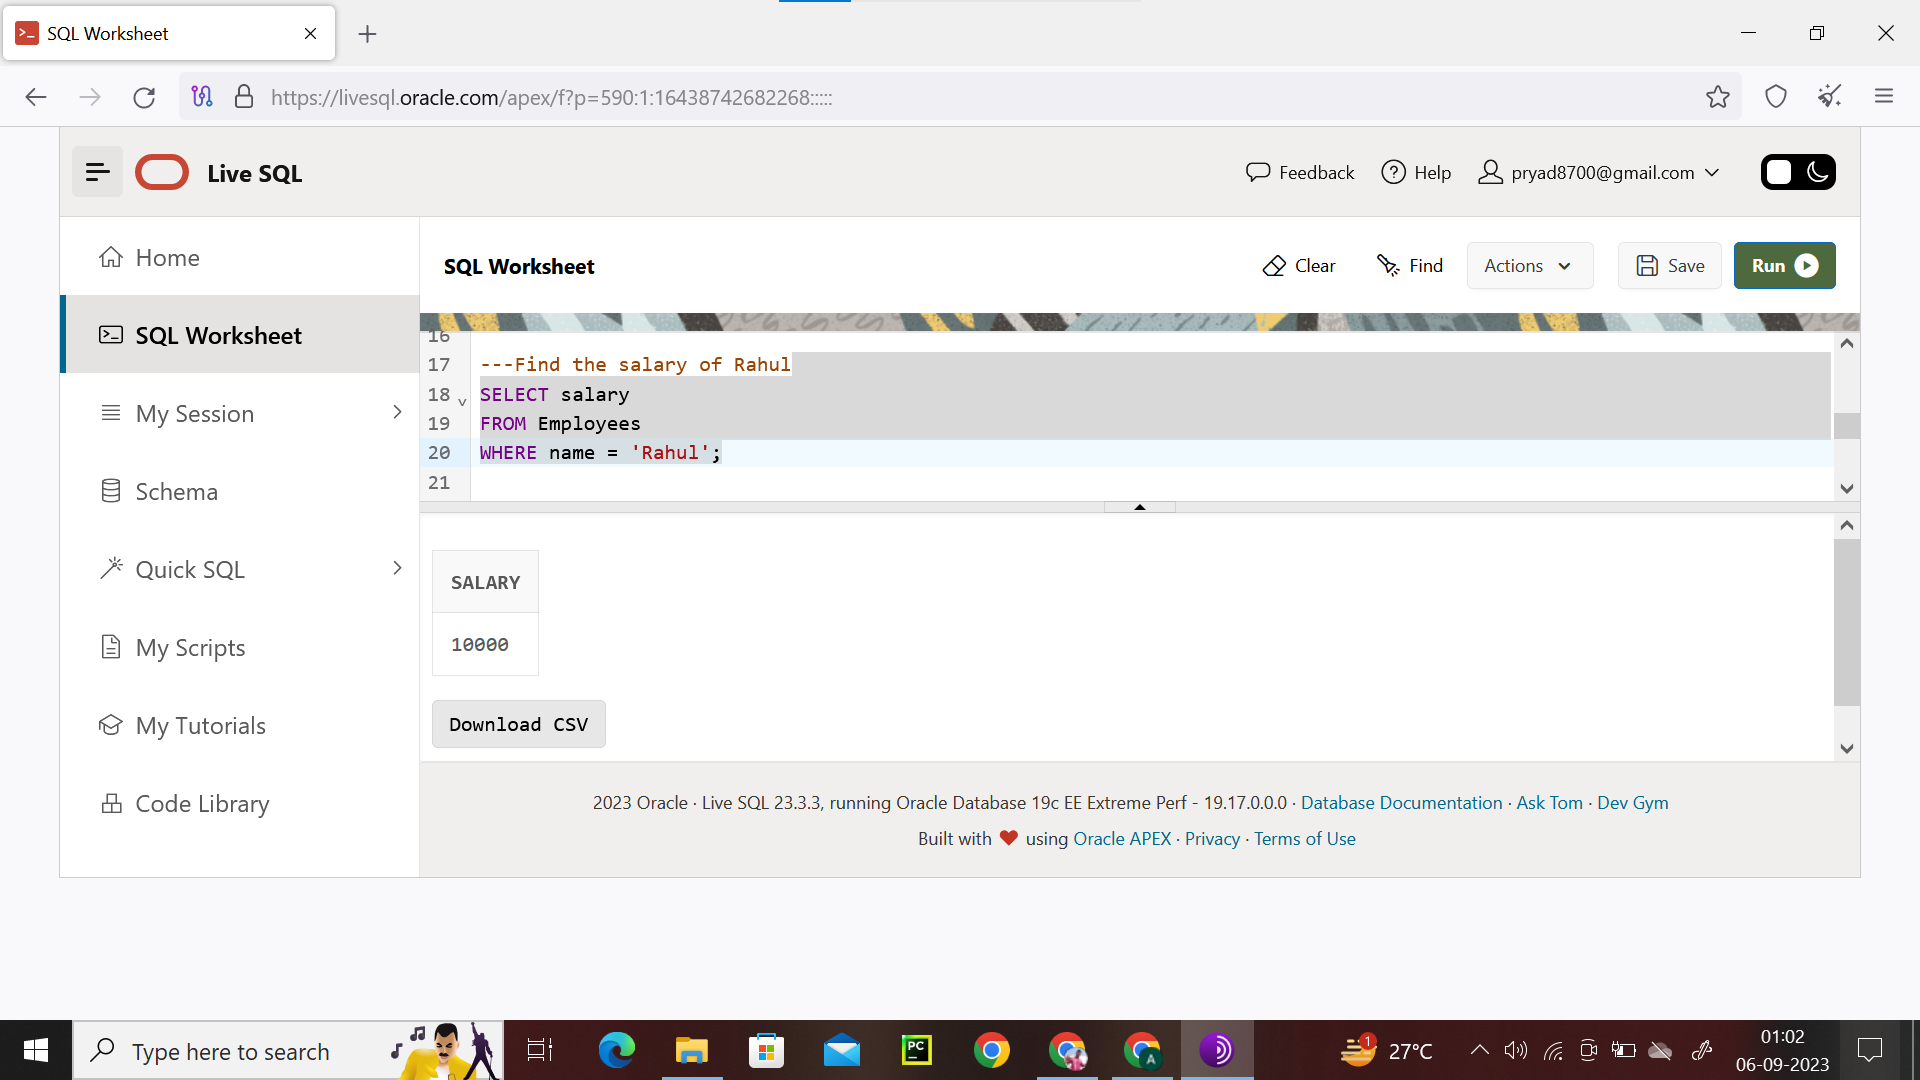 SQL Worksheet
https://livesql.oracle.com/apex/f?p=590:1:16438742682268:::::
Live SQL
Feedback
Help
pryad8700@gmail.com
Home
SQL Worksheet
My Session
Schema
Quick SQL
My Scripts
My Tutorials
Code Library
SQL Worksheet
Clear
Find
Actions
Save
Run
16
17 ---Find the salary of Rahul
18 SELECT salary
19 FROM Employees
20 WHERE name = 'Rahul';
21
SALARY
10000
Download CSV
2023 Oracle · Live SQL 23.3.3, running Oracle Database 19c EE Extreme Perf - 19.17.0.0.0 · Database Documentation · Ask Tom · Dev Gym
Built with ❤ using Oracle APEX · Privacy · Terms of Use
Type here to search
PC
A
1
27°C
01:02
06-09-2023